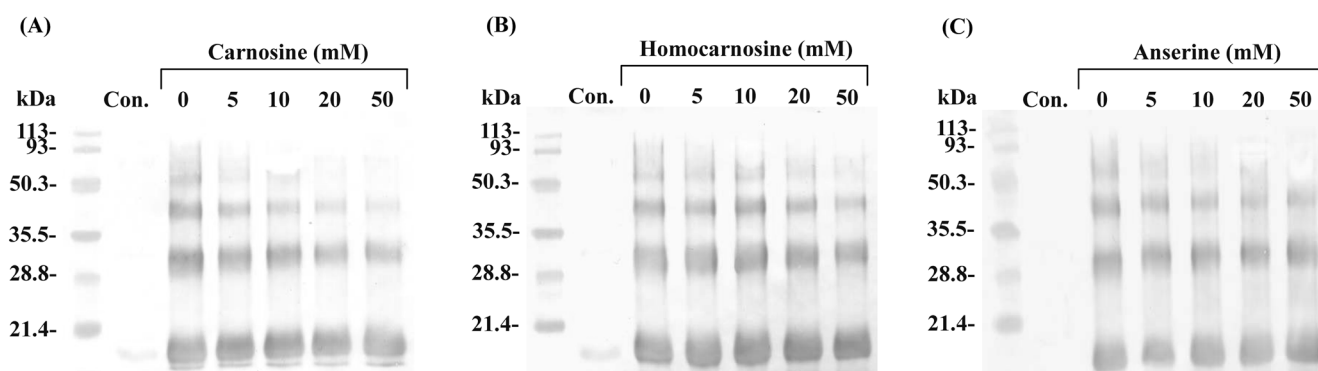 (A)
Carnosine (mM)
kDa Con. 0 5 10 20 50
113-
93-
50.3-
35.5-
28.8-
21.4-
(B)
Homocarnosine (mM)
kDa Con. 0 5 10 20 50
113-
93-
50.3-
35.5-
28.8-
21.4-
(C)
Anserine (mM)
kDa Con. 0 5 10 20 50
113-
93-
50.3-
35.5-
28.8-
21.4-